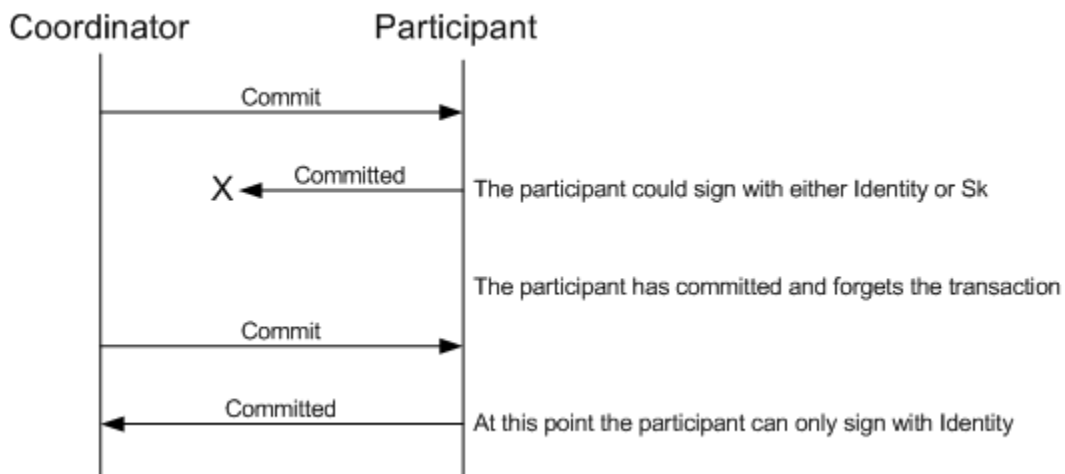 Coordinator Participant
Commit
X Committed The participant could sign with either Identity or Sk
The participant has committed and forgets the transaction
Commit
Committed At this point the participant can only sign with Identity